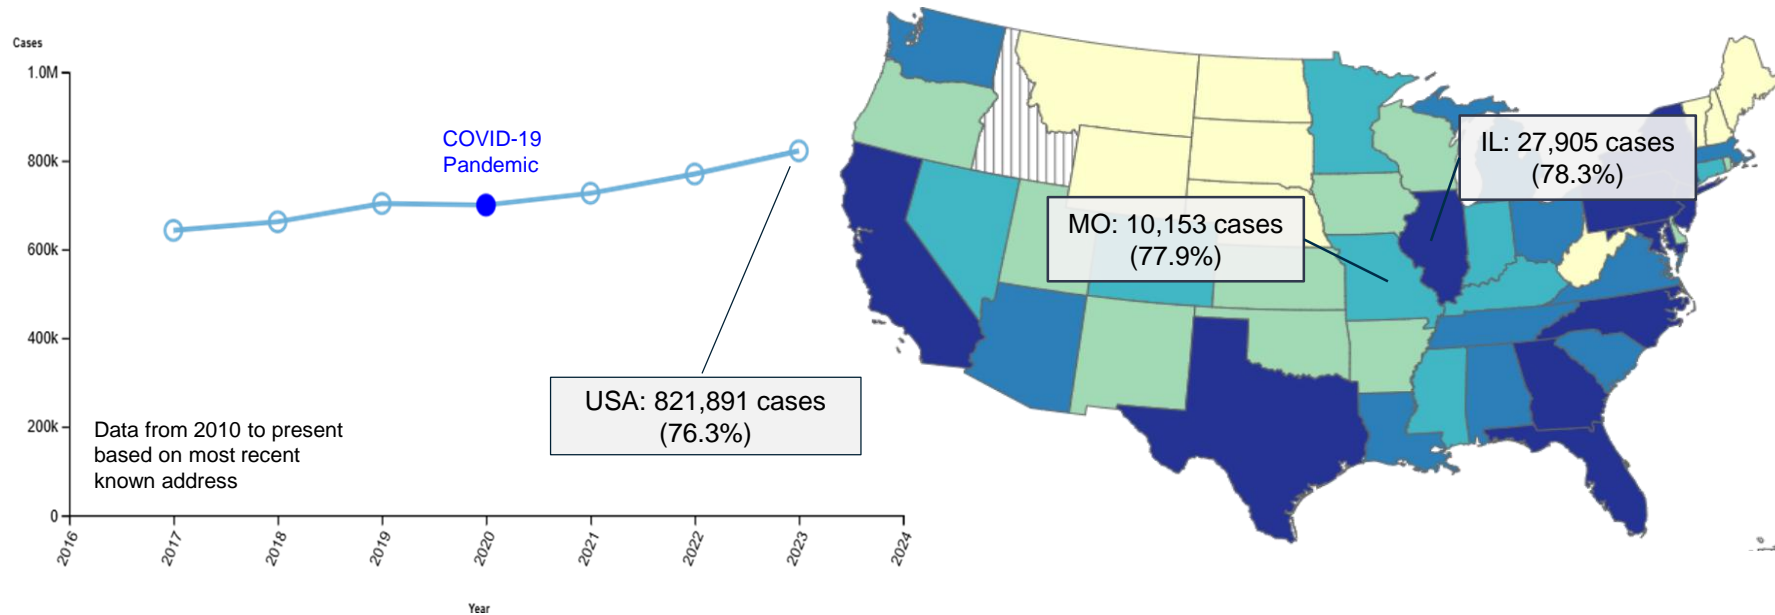 Cases
1.0M
800k
600k
400k
200k
0
COVID-19
Pandemic
USA: 821,891 cases
(76.3%)
Data from 2010 to present
based on most recent
known address
2016
2017
2018
2019
2020
2021
2022
2023
2024
Year
IL: 27,905 cases
(78.3%)
MO: 10,153 cases
(77.9%)